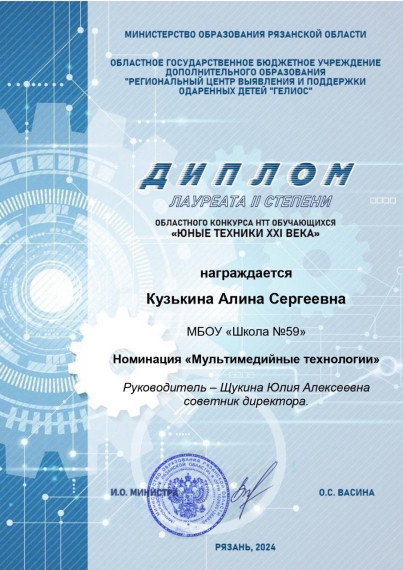 МИНИСТЕРСТВО ОБРАЗОВАНИЯ РЯЗАНСКОЙ ОБЛАСТИ
ОБЛАСТНОЕ ГОСУДАРСТВЕННОЕ БЮДЖЕТНОЕ УЧРЕЖДЕНИЕ
ДОПОЛНИТЕЛЬНОГО ОБРАЗОВАНИЯ
"РЕГИОНАЛЬНЫЙ ЦЕНТР ВЫЯВЛЕНИЯ И ПОДДЕРЖКИ
ОДАРЕННЫХ ДЕТЕЙ "ГЕЛИОС"
ДИПЛОМ
ЛАУРЕАТА II СТЕПЕНИ
ОБЛАСТНОГО КОНКУРСА НТТ ОБУЧАЮЩИХСЯ
«ЮНЫЕ ТЕХНИКИ XXI ВЕКА»
награждается
Кузькина Алина Сергеевна
МБОУ «Школа №59»
Номинация «Мультимедийные технологии»
Руководитель – Щукина Юлия Алексеевна
советник директора.
И.О. МИНИСТРА
О.С. ВАСИНА
РЯЗАНЬ, 2024